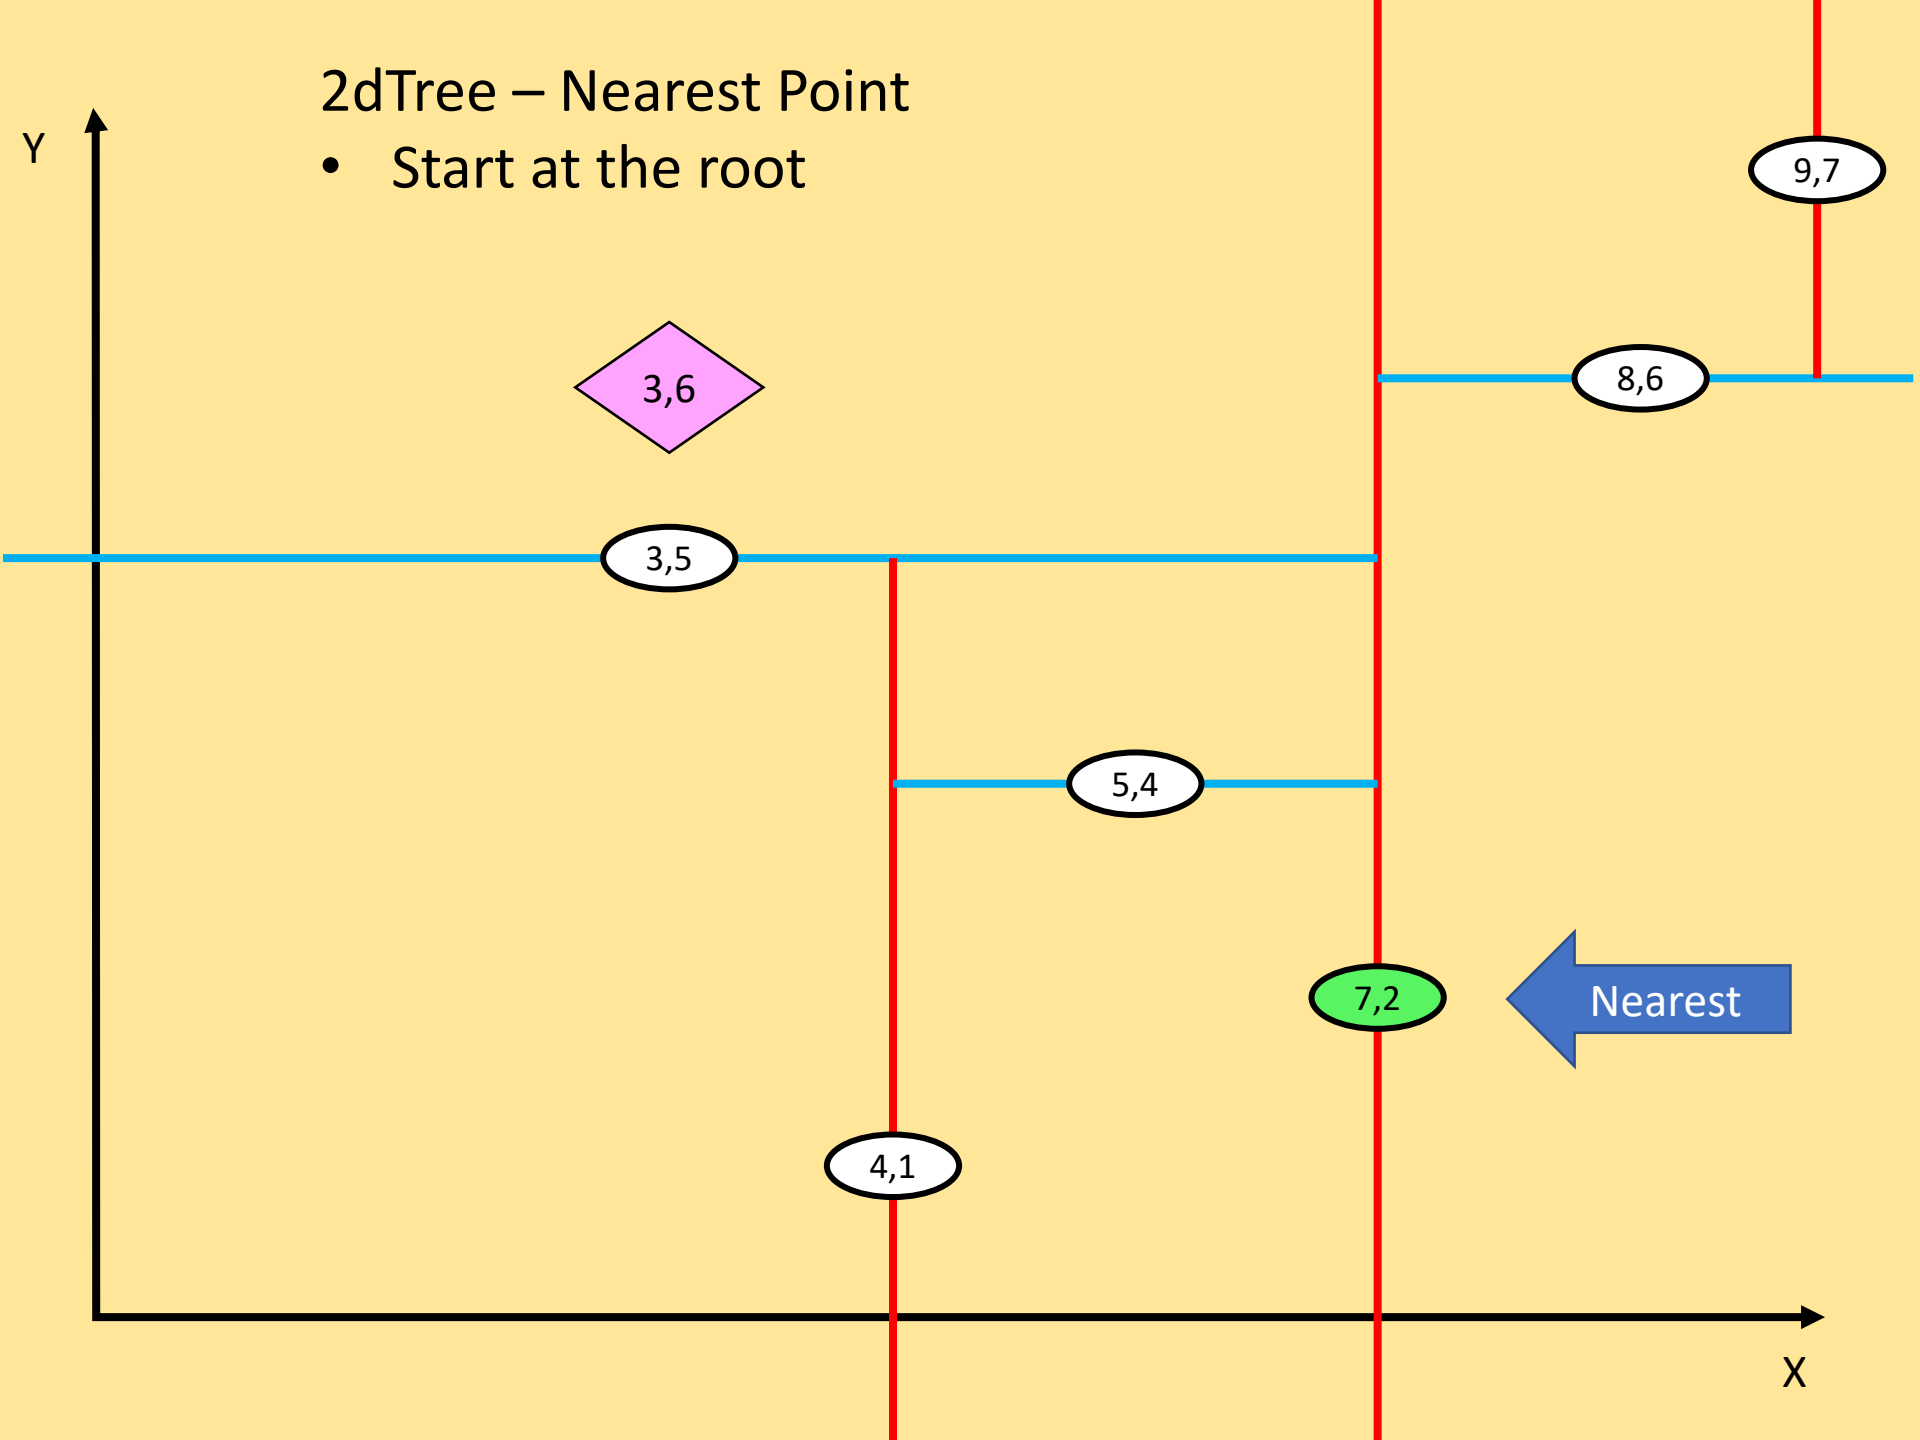 2dTree – Nearest Point
• Start at the root
Y
9,7
3,6
8,6
3,5
5,4
7,2
Nearest
4,1
X